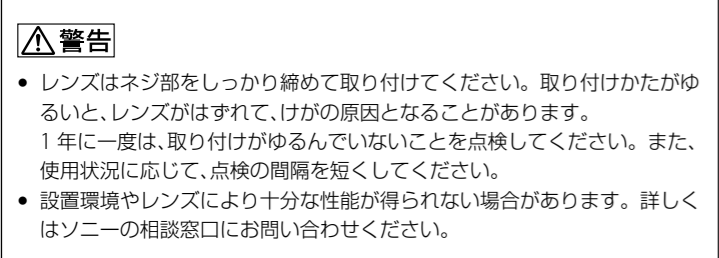 ⚠警告
• レンズはネジ部をしっかり締めて取り付けてください。取り付けかたがゆ
るいと、レンズがはずれて、けがの原因となることがあります。
1 年に一度は、取り付けがゆるんでいないことを点検してください。また、
使用状況に応じて、点検の間隔を短くしてください。
• 設置環境やレンズにより十分な性能が得られない場合があります。詳しく
はソニーの相談窓口にお問い合わせください。